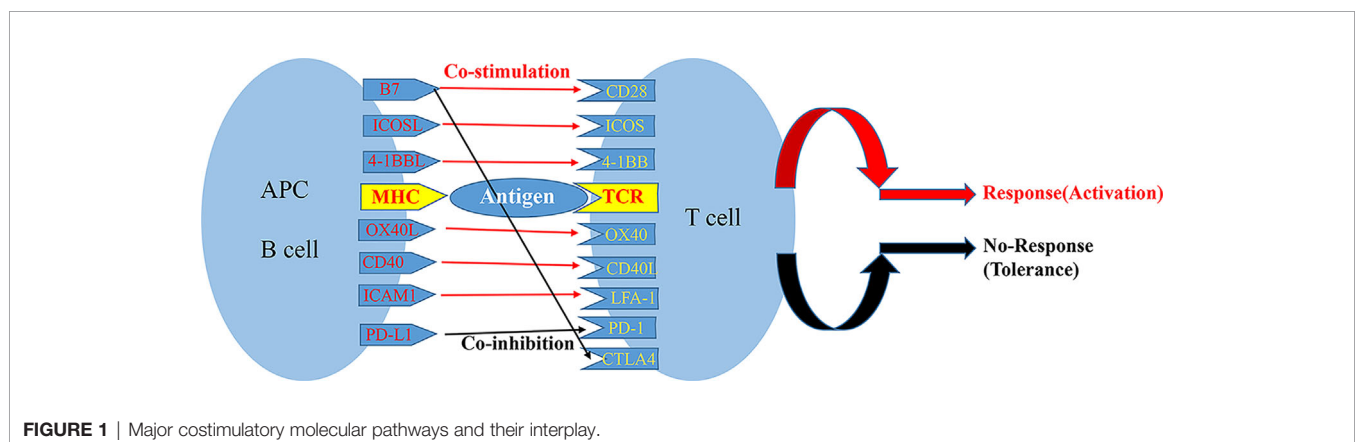 Co-stimulation
B7
CD28
ICOSL
ICOS
4-1BBL
4-1BB
APC
MHC
Antigen
TCR
T cell
Response(Activation)
B cell
OX40L
OX40
CD40
CD40L
No-Response
(Tolerance)
ICAM1
LFA-1
PD-L1
Co-inhibition
PD-1
CTLA4
FIGURE 1 | Major costimulatory molecular pathways and their interplay.